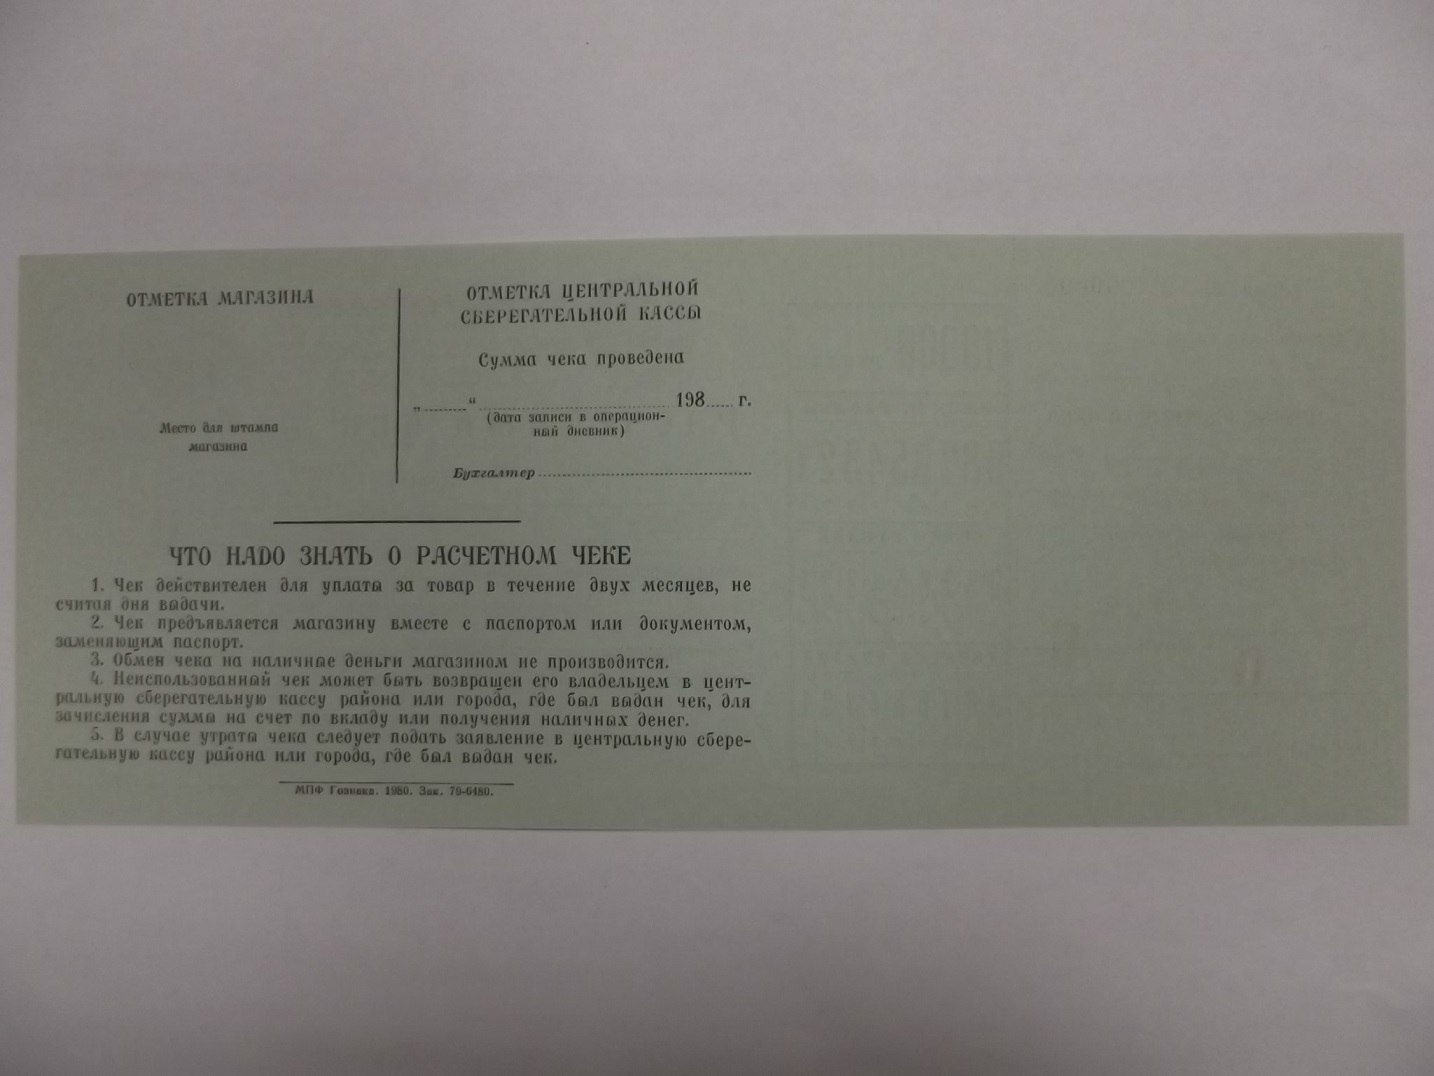 ОТМЕТКА МАГАЗИНА
Место для штампа
магазина
ОТМЕТКА ЦЕНТРАЛЬНОЙ
СБЕРЕГАТЕЛЬНОЙ КАССЫ
Сумма чека проведена
„.......“ .............................. 198..... г.
(дата записи в операцион-
ный дневник)
Бухгалтер ..............................
ЧТО НАДО ЗНАТЬ О РАСЧЕТНОМ ЧЕКЕ
1. Чек действителен для уплаты за товар в течение двух месяцев, не
считая дня выдачи.
2. Чек предъявляется магазину вместе с паспортом или документом,
заменяющим паспорт.
3. Обмен чека на наличные деньги магазином не производится.
4. Неиспользованный чек может быть возвращен его владельцем в цент-
ральную сберегательную кассу района или города, где был выдан чек, для
зачисления суммы на счет по вкладу или получения наличных денег.
5. В случае утраты чека следует подать заявление в центральную сбере-
гательную кассу района или города, где был выдан чек.
МПФ Гознака. 1980. Зак. 79-6480.